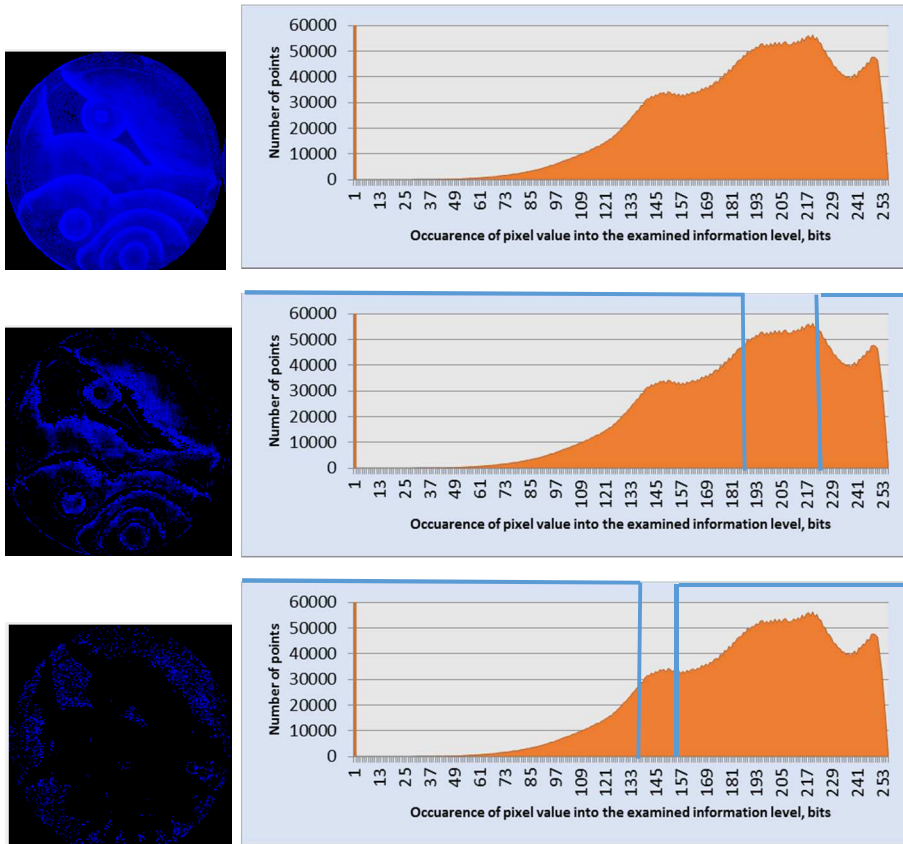 60000
50000
40000
30000
20000
10000
0
Number of points
1 13 25 37 49 61 73 85 97 109 121 133 145 157 169 181 193 205 217 229 241 253
Occuarence of pixel value into the examined information level, bits
60000
50000
40000
30000
20000
10000
0
Number of points
1 13 25 37 49 61 73 85 97 109 121 133 145 157 169 181 193 205 217 229 241 253
Occuarence of pixel value into the examined information level, bits
60000
50000
40000
30000
20000
10000
0
Number of points
1 13 25 37 49 61 73 85 97 109 121 133 145 157 169 181 193 205 217 229 241 253
Occuarence of pixel value into the examined information level, bits